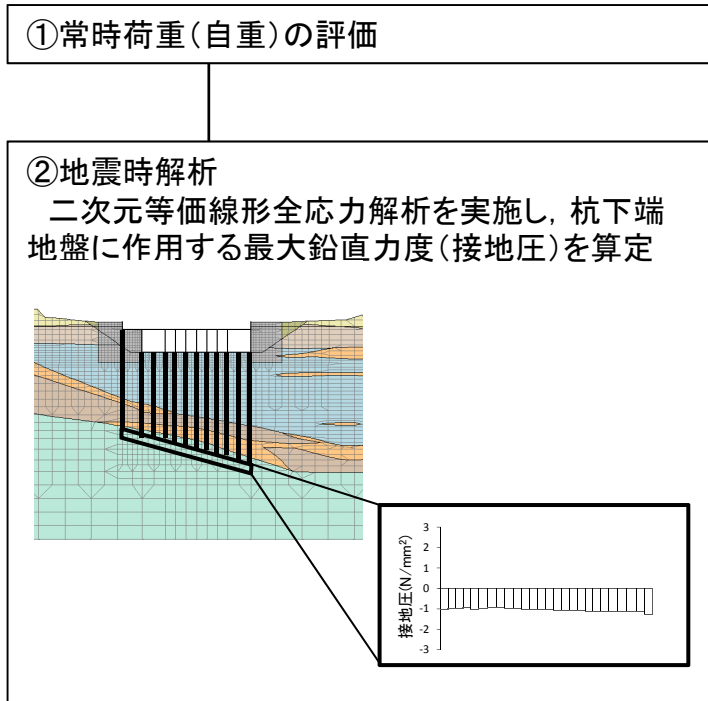 ①常時荷重(自重)の評価
②地震時解析
二次元等価線形全応力解析を実施し，杭下端
地盤に作用する最大鉛直力度(接地圧)を算定
接地圧(N/mm²)
3
2
1
0
-1
-2
-3